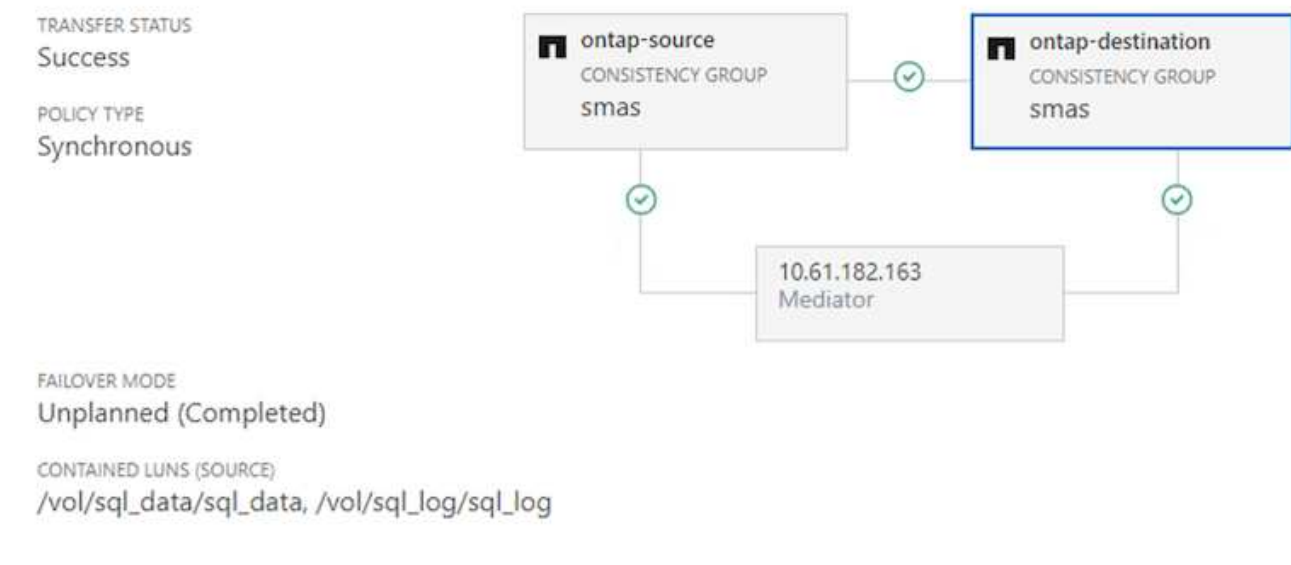 TRANSFER STATUS
Success
POLICY TYPE
Synchronous
ontap-source
CONSISTENCY GROUP
smas
ontap-destination
CONSISTENCY GROUP
smas
10.61.182.163
Mediator
FAILOVER MODE
Unplanned (Completed)
CONTAINED LUNS (SOURCE)
/vol/sql_data/sql_data, /vol/sql_log/sql_log